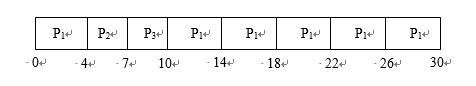 P₁ P₂ P₃ P₁ P₁ P₁ P₁ P₁
0 4 7 10 14 18 22 26 30